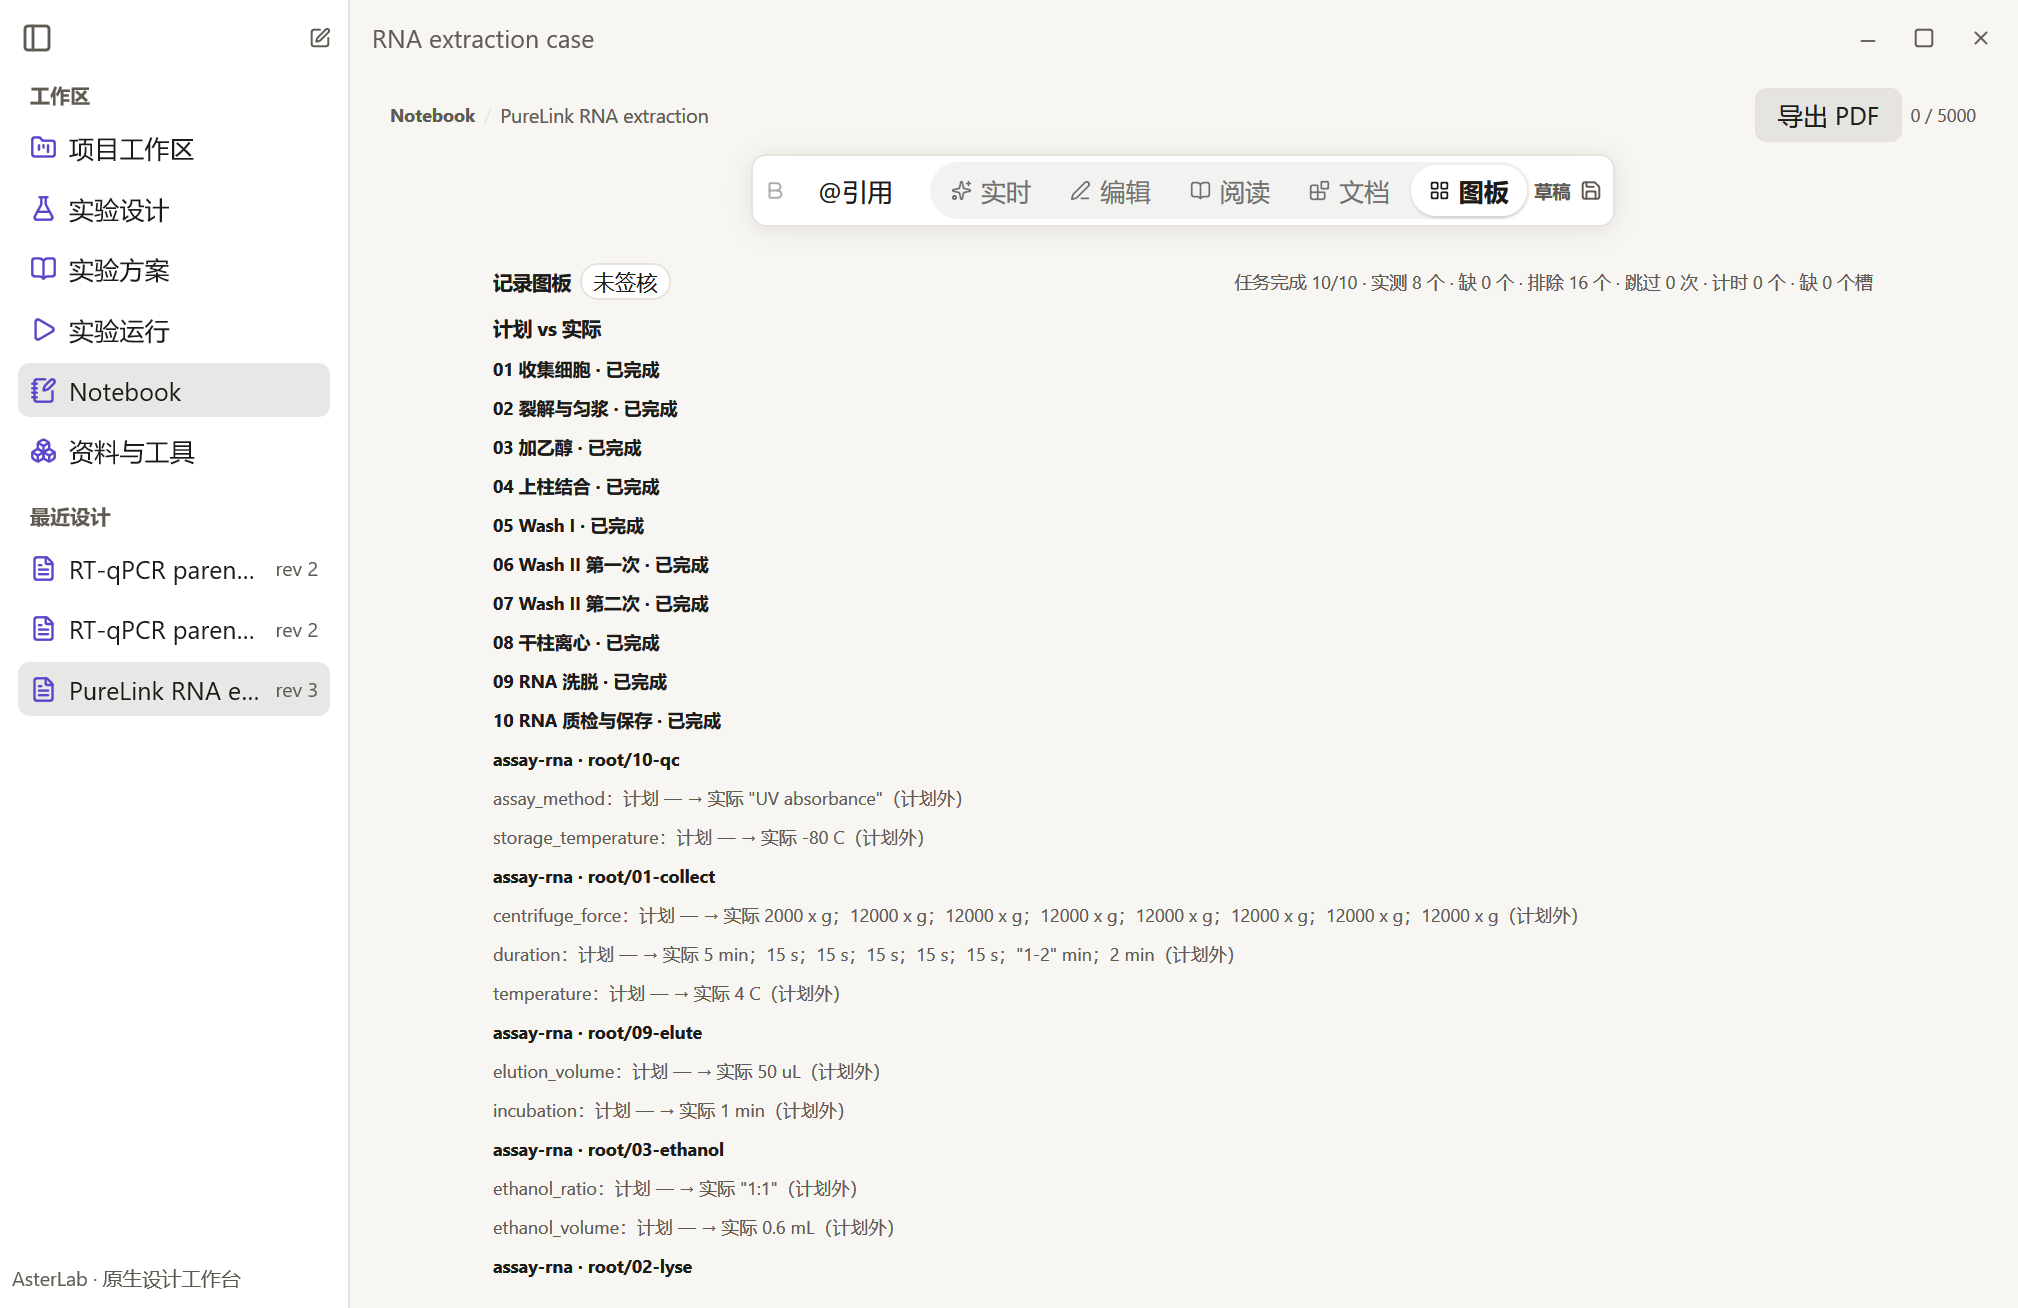 RNA extraction case
工作区
项目工作区
实验设计
实验方案
实验运行
Notebook
资料与工具
最近设计
RT-qPCR paren... rev 2
RT-qPCR paren... rev 2
PureLink RNA e... rev 3
AsterLab · 原生设计工作台
Notebook / PureLink RNA extraction
导出 PDF 0 / 5000
B @引用 实时 编辑 阅读 文档 图板 草稿
记录图板 未签核 任务完成 10/10 · 实测 8 个 · 缺 0 个 · 排除 16 个 · 跳过 0 次 · 计时 0 个 · 缺 0 个槽
计划 vs 实际
01 收集细胞 · 已完成
02 裂解与匀浆 · 已完成
03 加乙醇 · 已完成
04 上柱结合 · 已完成
05 Wash I · 已完成
06 Wash II 第一次 · 已完成
07 Wash II 第二次 · 已完成
08 干柱离心 · 已完成
09 RNA 洗脱 · 已完成
10 RNA 质检与保存 · 已完成
assay-rna · root/10-qc
assay_method：计划 — → 实际 "UV absorbance"（计划外）
storage_temperature：计划 — → 实际 -80 C（计划外）
assay-rna · root/01-collect
centrifuge_force：计划 — → 实际 2000 x g；12000 x g；12000 x g；12000 x g；12000 x g；12000 x g；12000 x g；12000 x g（计划外）
duration：计划 — → 实际 5 min；15 s；15 s；15 s；15 s；15 s；"1-2" min；2 min（计划外）
temperature：计划 — → 实际 4 C（计划外）
assay-rna · root/09-elute
elution_volume：计划 — → 实际 50 uL（计划外）
incubation：计划 — → 实际 1 min（计划外）
assay-rna · root/03-ethanol
ethanol_ratio：计划 — → 实际 "1:1"（计划外）
ethanol_volume：计划 — → 实际 0.6 mL（计划外）
assay-rna · root/02-lyse